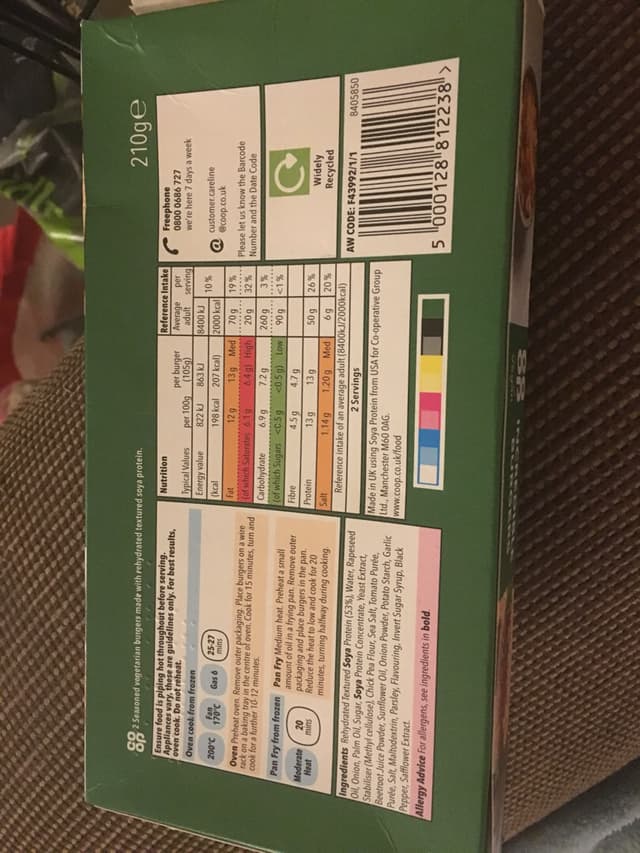 co
op
2 Seasoned vegetarian burgers made with rehydrated textured soya protein.
210g e
Ensure food is piping hot throughout before serving.
Appliances vary, these are guidelines only. For best results,
oven cook. Do not reheat.
Oven cook from frozen
200°C
Fan 170°C
Gas 6
25-27 mins
Oven Preheat oven. Remove outer packaging. Place burgers on a wire
rack on a baking tray in the centre of oven. Cook for 15 minutes, turn and
cook for a further 10-12 minutes.
Pan Fry from frozen
Moderate Heat
20 mins
Pan Fry Medium heat. Preheat a small
amount of oil in a frying pan. Remove outer
packaging and place burgers in the pan.
Reduce the heat to low and cook for 20
minutes, turning halfway during cooking.
Ingredients Rehydrated Textured Soya Protein (53%), Water, Rapeseed
Oil, Onion, Palm Oil, Sugar, Soya Protein Concentrate, Yeast Extract,
Stabiliser (Methyl cellulose), Chick Pea Flour, Sea Salt, Tomato Purée,
Beetroot Juice Powder, Sunflower Oil, Onion Powder, Potato Starch, Garlic
Purée, Salt, Maltodextrin, Parsley, Flavouring, Invert Sugar Syrup, Black
Pepper, Safflower Extract.
Allergy Advice For allergens, see ingredients in bold.
Nutrition Reference Intake
Typical Values per 100g per burger (105g) Average adult per serving
Energy value 822 kJ 863 kJ 8400 kJ
(kcal 198 kcal 207 kcal) 2000 kcal 10%
Fat 12 g 13 g Med 70 g 19%
(of which Saturates 6.1 g 6.4 g) High 20 g 32%
Carbohydrate 6.9 g 7.2 g 260 g 3%
(of which Sugars <0.5 g <0.5 g) Low 90 g <1%
Fibre 4.5 g 4.7 g
Protein 13 g 13 g 50 g 26%
Salt 1.14 g 1.20 g Med 6 g 20%
Reference intake of an average adult (8400kJ/2000kcal)
2 Servings
Made in UK using Soya Protein from USA for Co-operative Group
Ltd., Manchester M60 0AG.
www.coop.co.uk/food
Freephone
0800 0686 727
we're here 7 days a week
@ customer.careline
@coop.co.uk
Please let us know the Barcode
Number and the Date Code
Widely
Recycled
AW CODE: F43992/1/1 8405850
5 000128 812238 >